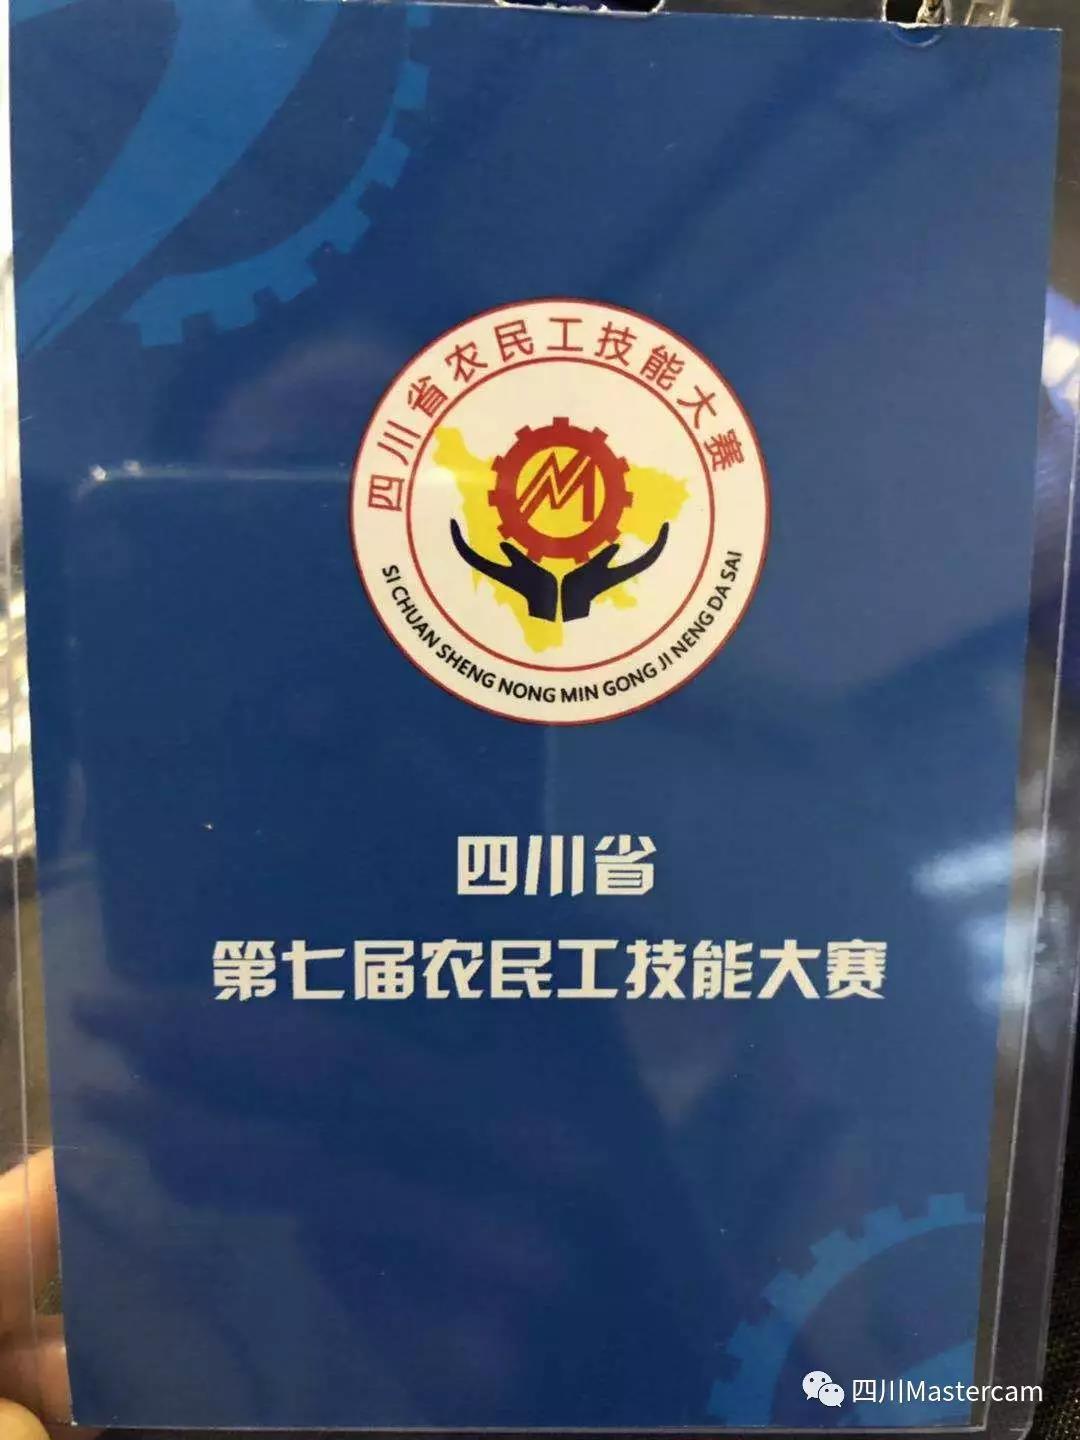 四川省农民工技能大赛
SI CHUAN SHENG NONG MIN GONG JI NENG DA SAI
四川省
第七届农民工技能大赛
四川Mastercam